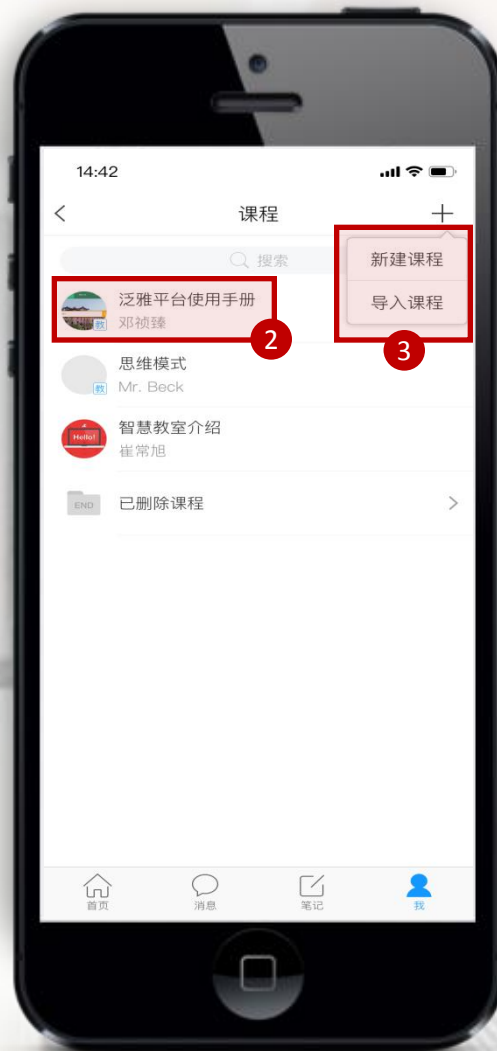 14:42
课程
搜索
新建课程
导入课程
泛雅平台使用手册
教
邓祯臻
2
3
思维模式
教
Mr. Beck
智慧教室介绍
Hello!
崔常旭
END
已删除课程
首页
消息
笔记
我